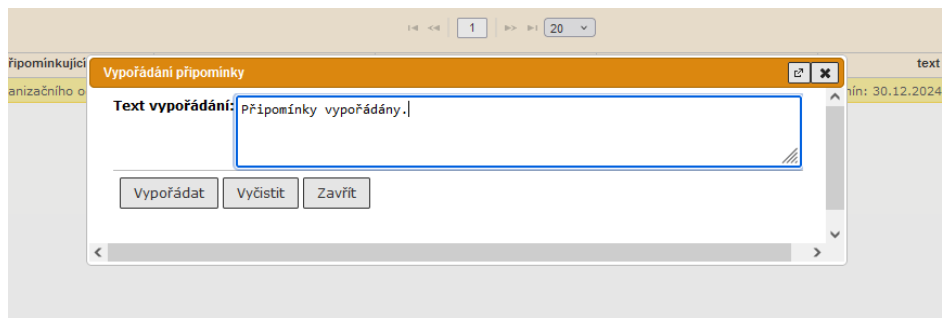 1 20
řipomínkující text
Vypořádání připomínky
anizačního o nín: 30.12.2024
Text vypořádání: Připomínky vypořádány.
Vypořádat Vyčistit Zavřít